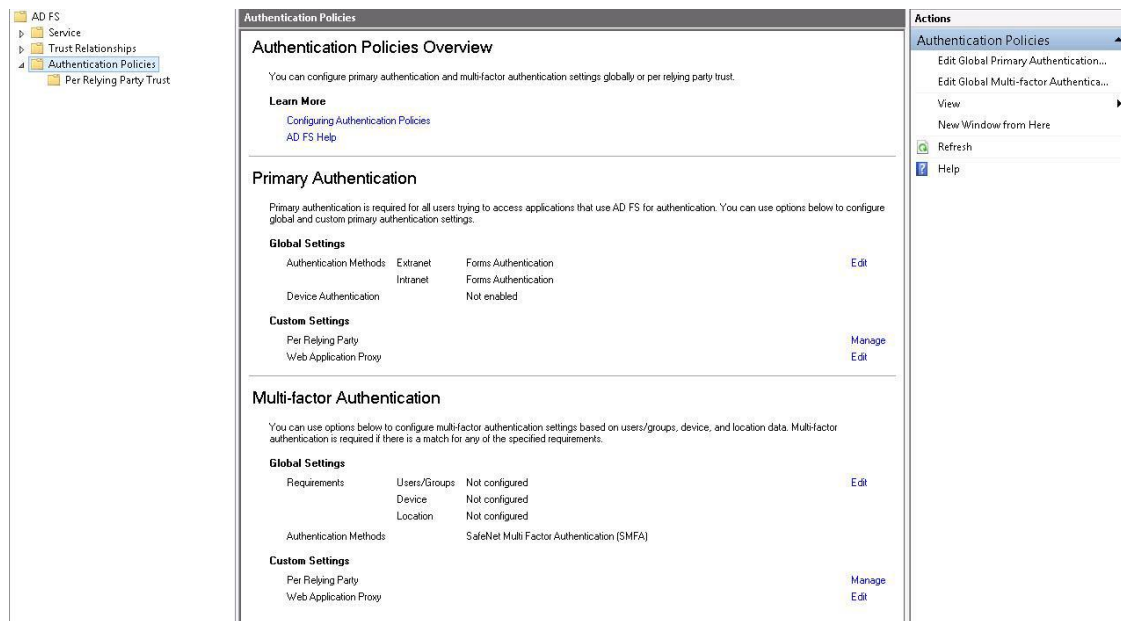 AD FS
Service
Trust Relationships
Authentication Policies
Per Relying Party Trust
Authentication Policies
Authentication Policies Overview
You can configure primary authentication and multi-factor authentication settings globally or per relying party trust.
Learn More
Configuring Authentication Policies
AD FS Help
Primary Authentication
Primary authentication is required for all users trying to access applications that use AD FS for authentication. You can use options below to configure
global and custom primary authentication settings.
Global Settings
Authentication Methods Extranet Forms Authentication Edit
Intranet Forms Authentication
Device Authentication Not enabled
Custom Settings
Per Relying Party Manage
Web Application Proxy Edit
Multi-factor Authentication
You can use options below to configure multi-factor authentication settings based on users/groups, device, and location data. Multi-factor
authentication is required if there is a match for any of the specified requirements.
Global Settings
Requirements Users/Groups Not configured Edit
Device Not configured
Location Not configured
Authentication Methods SafeNet Multi Factor Authentication (SMFA)
Custom Settings
Per Relying Party Manage
Web Application Proxy Edit
Actions
Authentication Policies
Edit Global Primary Authentication...
Edit Global Multi-factor Authentica...
View
New Window from Here
Refresh
Help